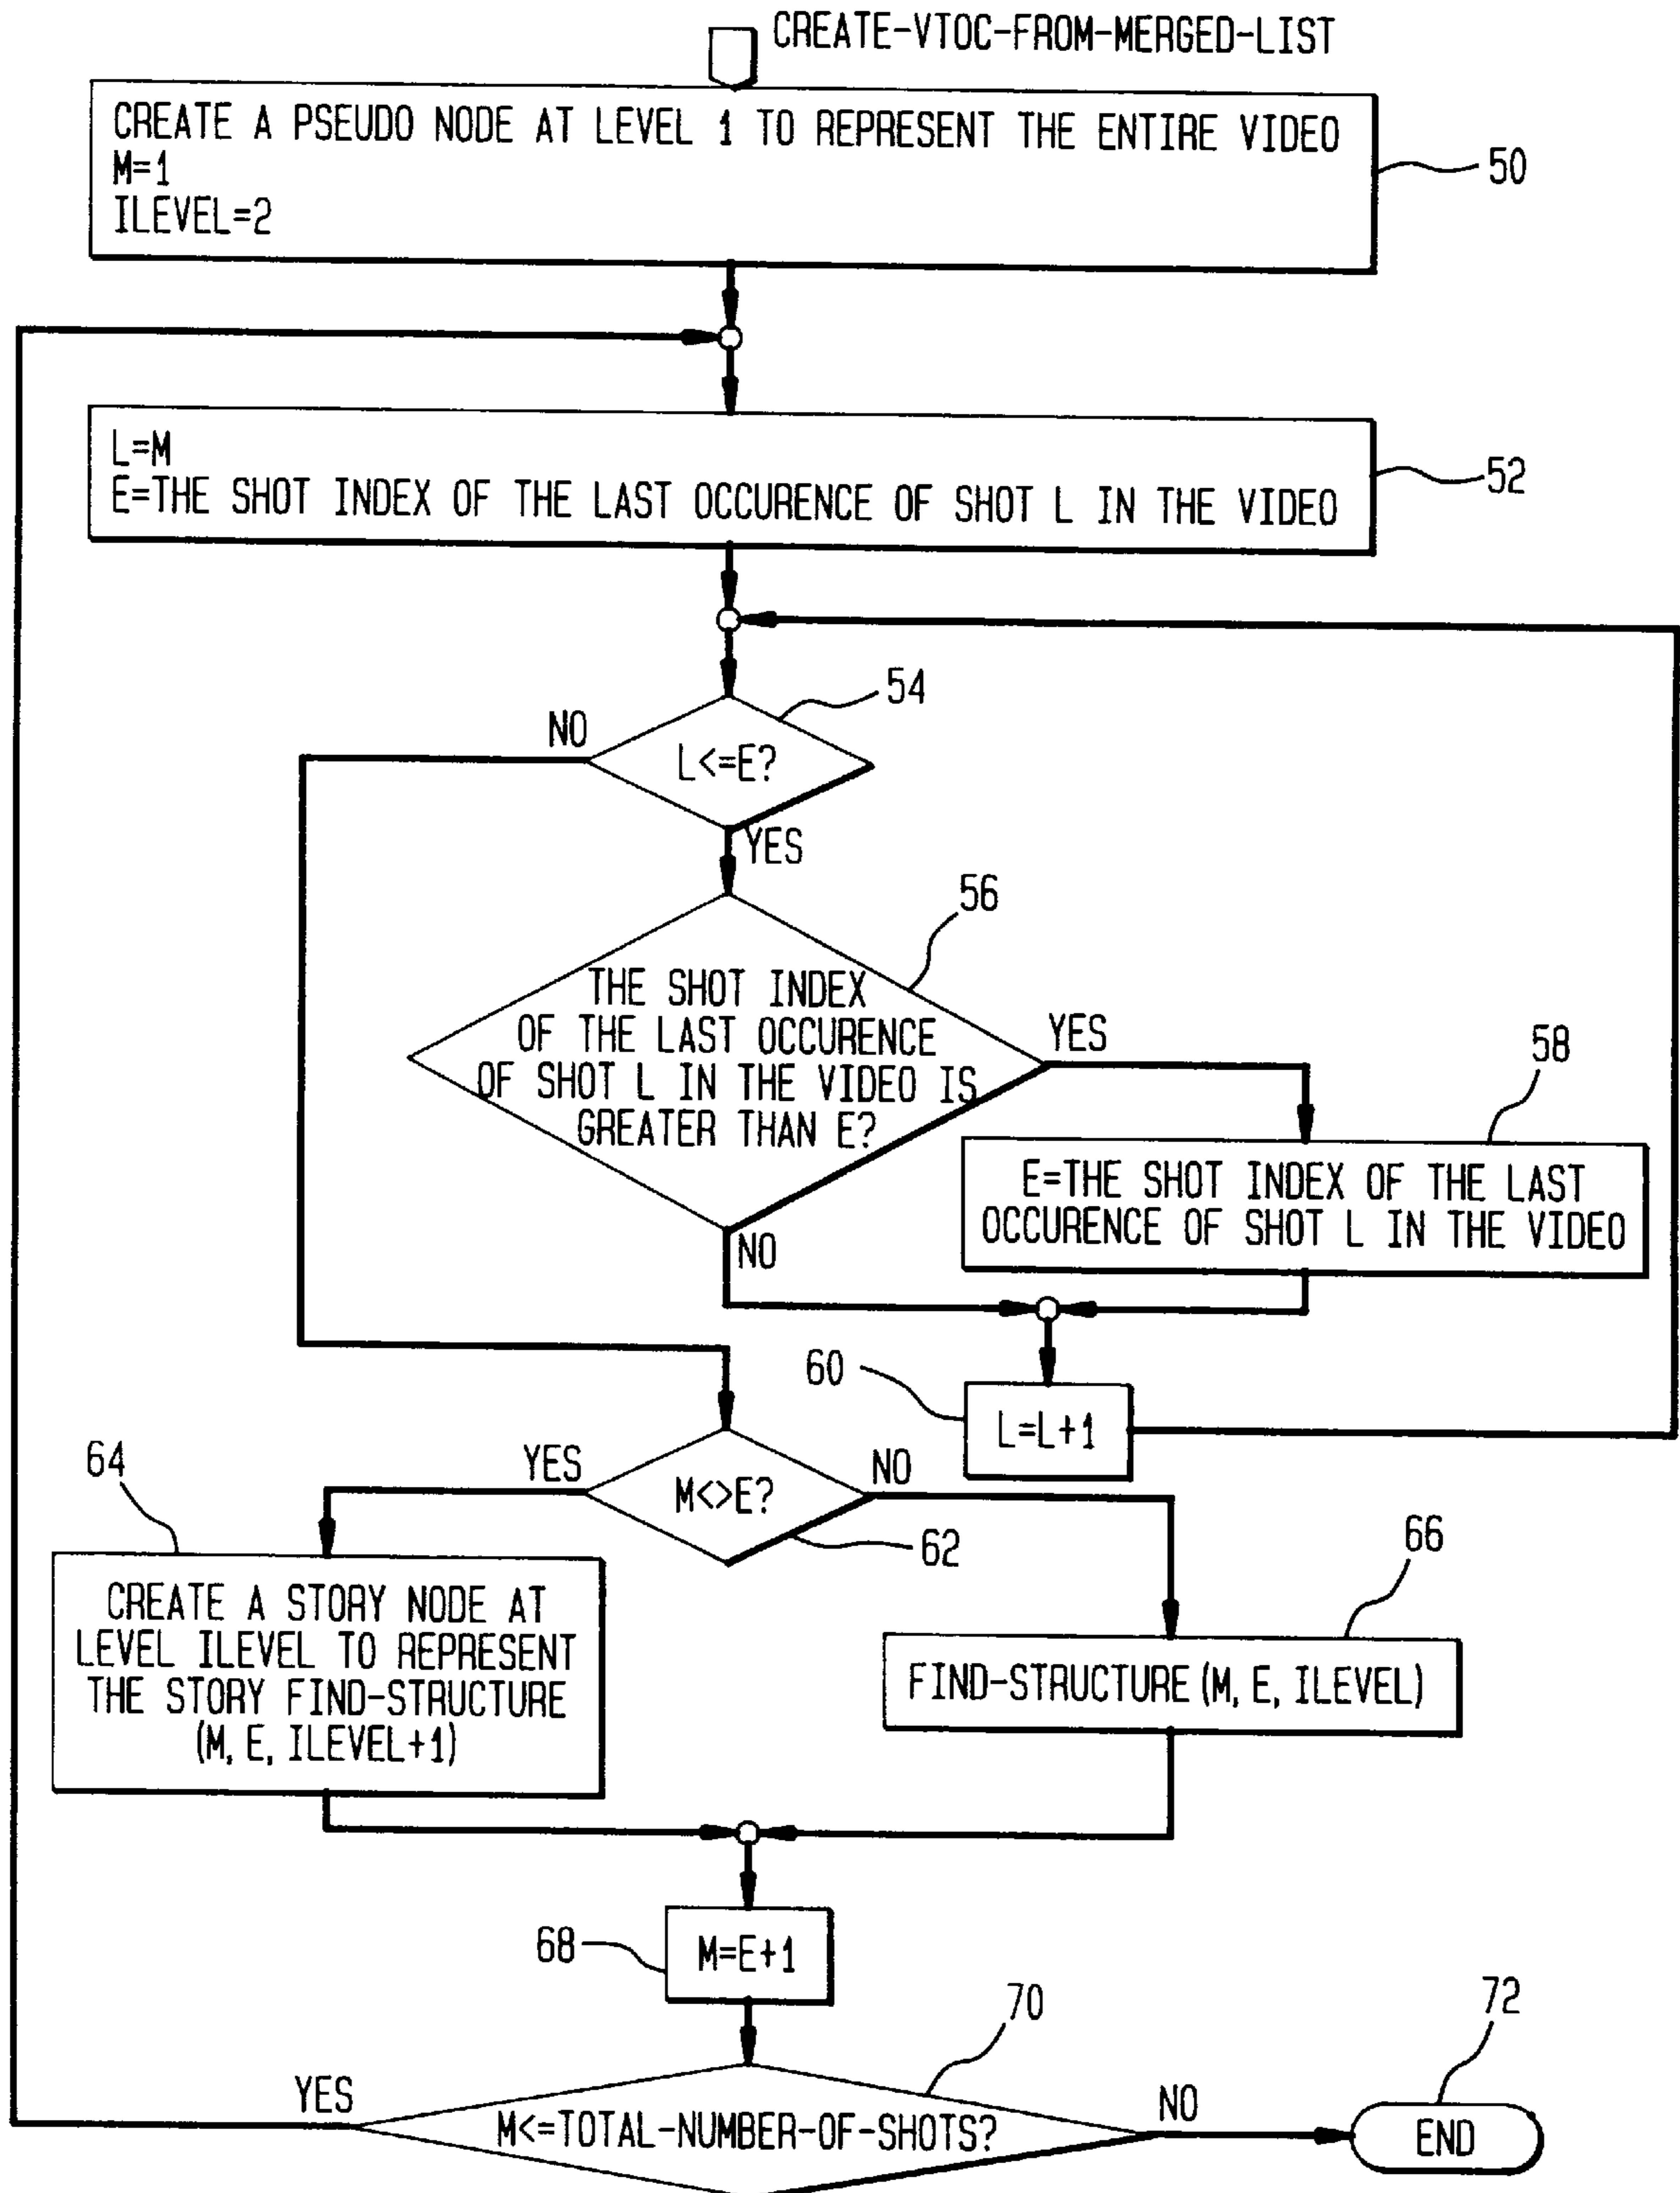 CREATE-VTOC-FROM-MERGED-LIST
CREATE A PSEUDO NODE AT LEVEL 1 TO REPRESENT THE ENTIRE VIDEO
M=1
ILEVEL=2
50
L=M
E=THE SHOT INDEX OF THE LAST OCCURENCE OF SHOT L IN THE VIDEO
52
54
NO
L<=E?
YES
56
THE SHOT INDEX
OF THE LAST OCCURENCE
OF SHOT L IN THE VIDEO IS
GREATER THAN E?
YES
58
E=THE SHOT INDEX OF THE LAST
OCCURENCE OF SHOT L IN THE VIDEO
NO
60
L=L+1
64
YES
M<>E?
NO
62
66
CREATE A STORY NODE AT
LEVEL ILEVEL TO REPRESENT
THE STORY FIND-STRUCTURE
(M, E, ILEVEL+1)
FIND-STRUCTURE (M, E, ILEVEL)
68
M=E+1
70
72
YES
M<=TOTAL-NUMBER-OF-SHOTS?
NO
END